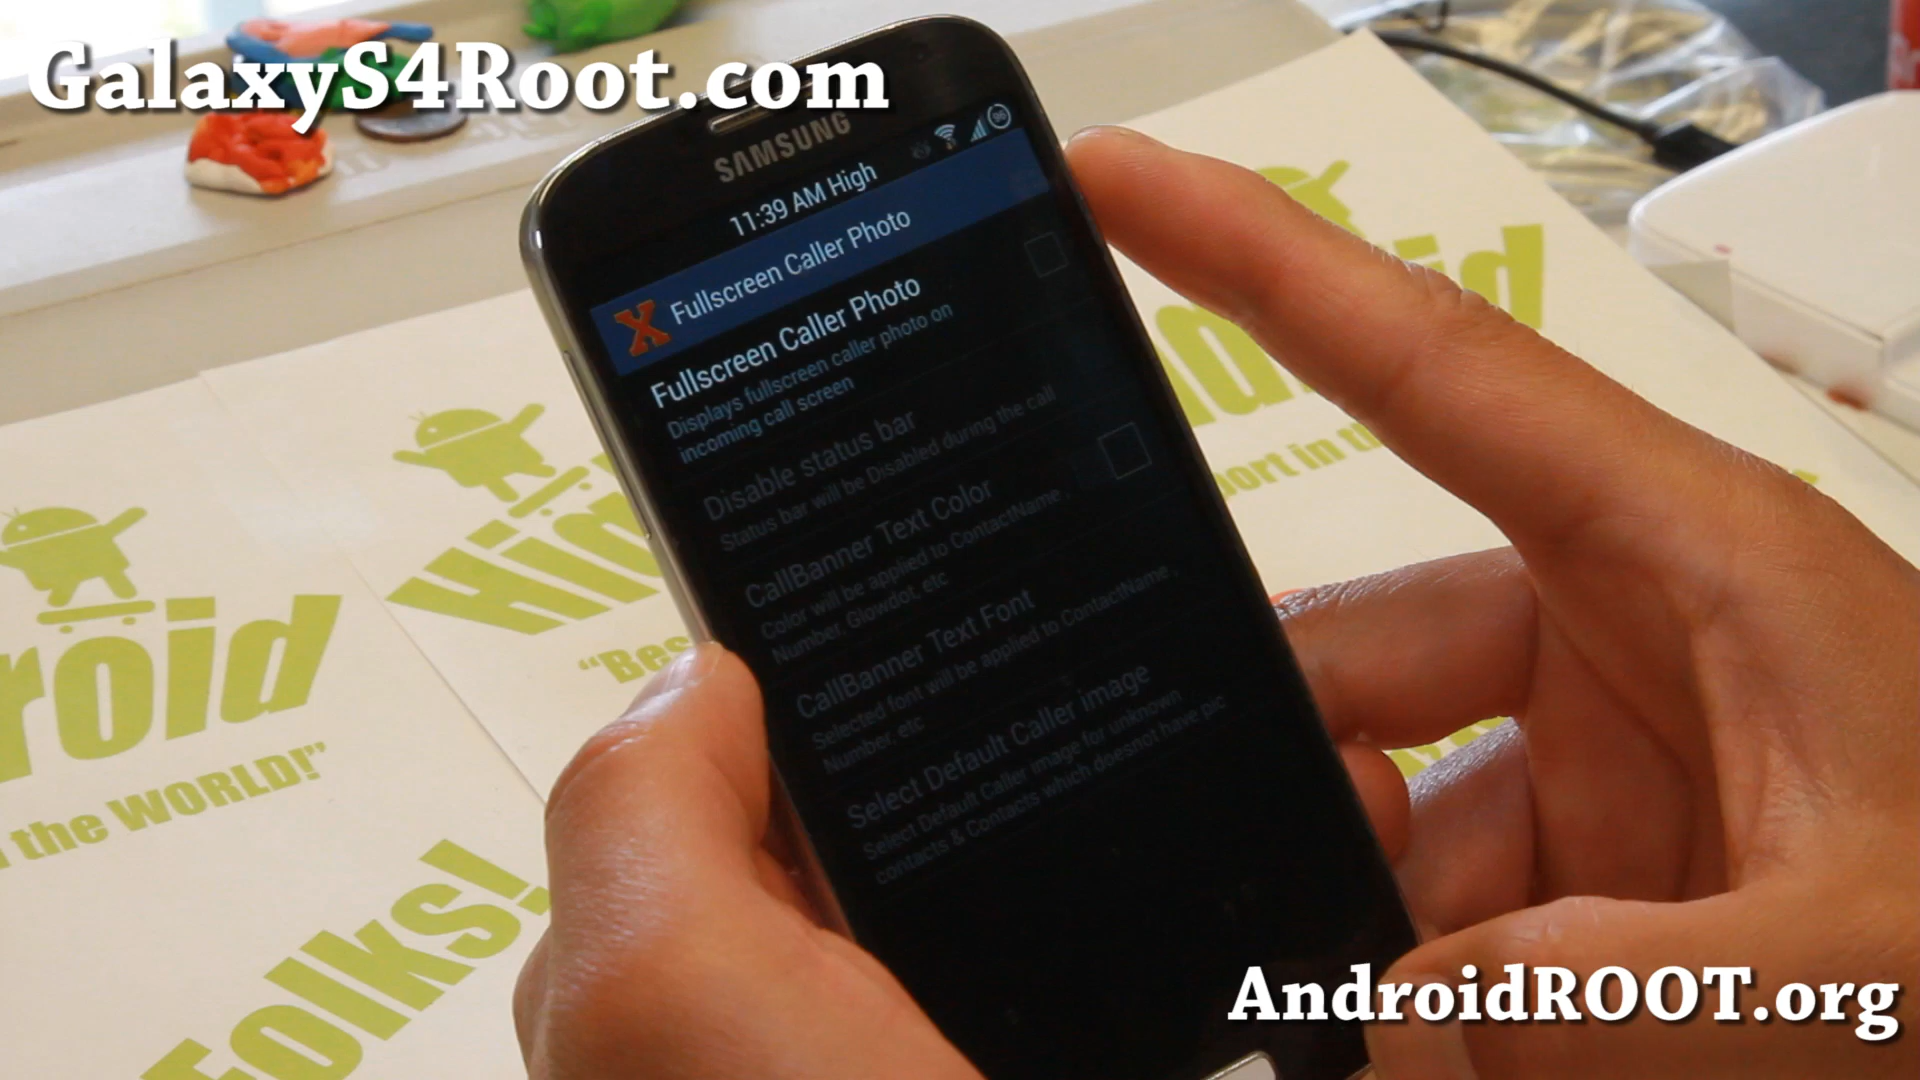 GalaxyS4Root.com
SAMSUNG
96
11:39 AM High
Fullscreen Caller Photo
Fullscreen Caller Photo
Displays fullscreen caller photo on
incoming call screen
Disable status bar
Status bar will be Disabled during the call
CallBanner Text Color
Color will be applied to ContactName,
Number, Glowdot, etc
CallBanner Text Font
Selected font will be applied to ContactName,
Number, etc
Select Default Caller image
Select Default Caller image for unknown
contacts & Contacts which doesnot have pic
roid
the WORLD!"
Folks!
"Bes
port in th
AndroidROOT.org